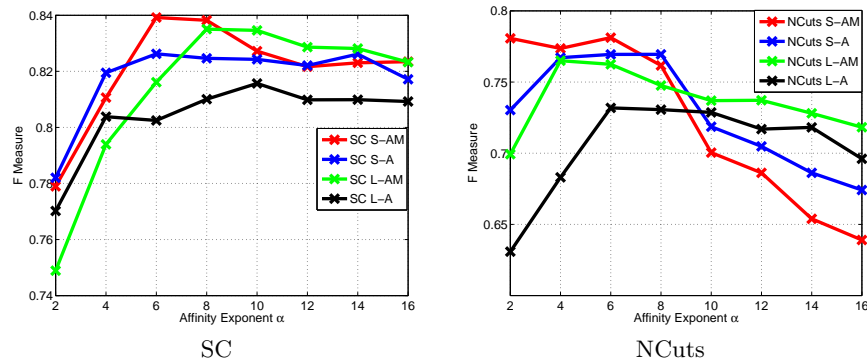 0.84
0.82
0.8
0.78
0.76
0.74
F Measure
SC S-AM
SC S-A
SC L-AM
SC L-A
2 4 6 8 10 12 14 16
Affinity Exponent α
SC
0.8
0.75
0.7
0.65
F Measure
NCuts S-AM
NCuts S-A
NCuts L-AM
NCuts L-A
2 4 6 8 10 12 14 16
Affinity Exponent α
NCuts